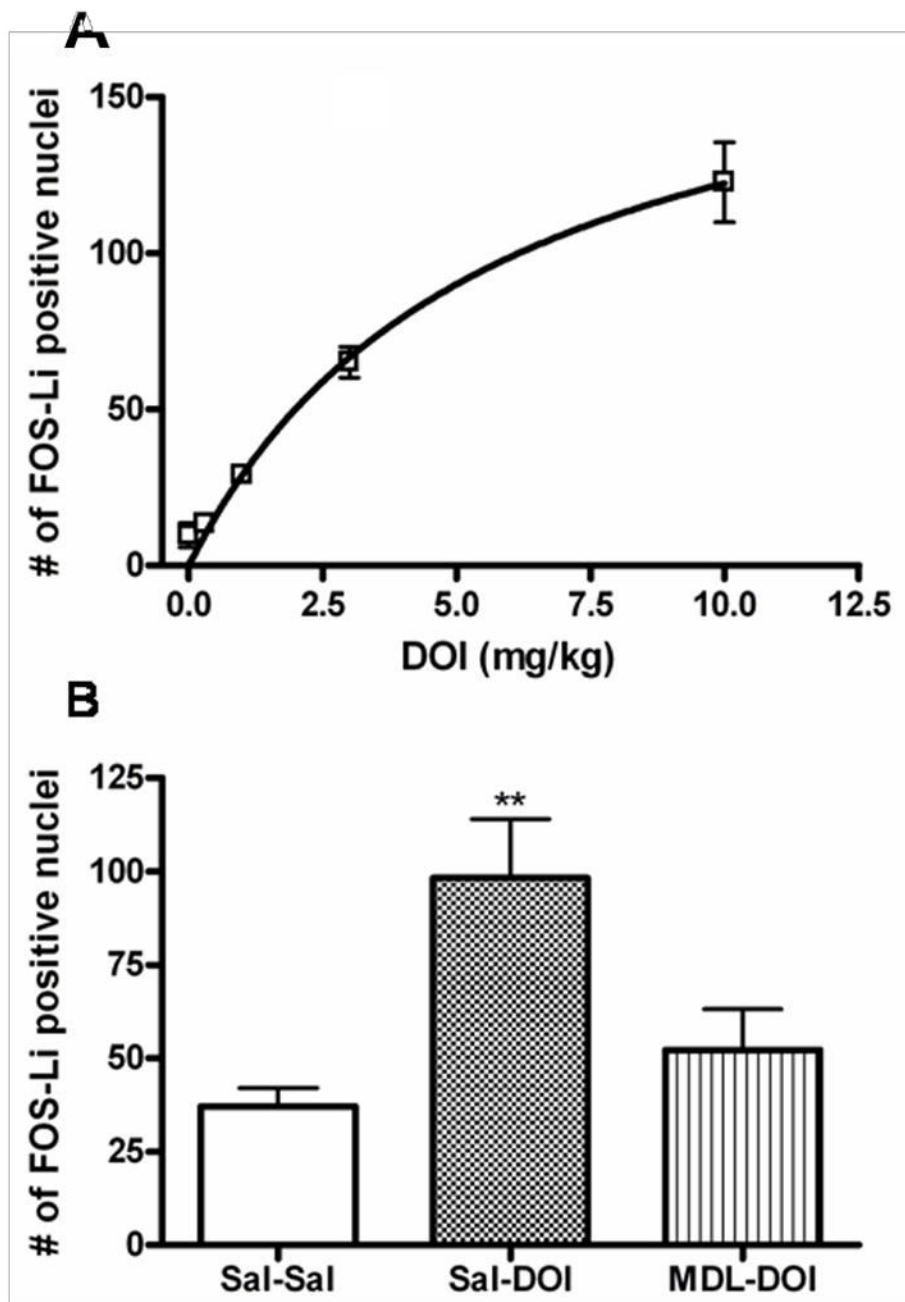 A
# of FOS-Li positive nuclei
150
100
50
0
0.0 2.5 5.0 7.5 10.0 12.5
DOI (mg/kg)
B
# of FOS-Li positive nuclei
125
100
75
50
25
0
**
Sal-Sal Sal-DOI MDL-DOI